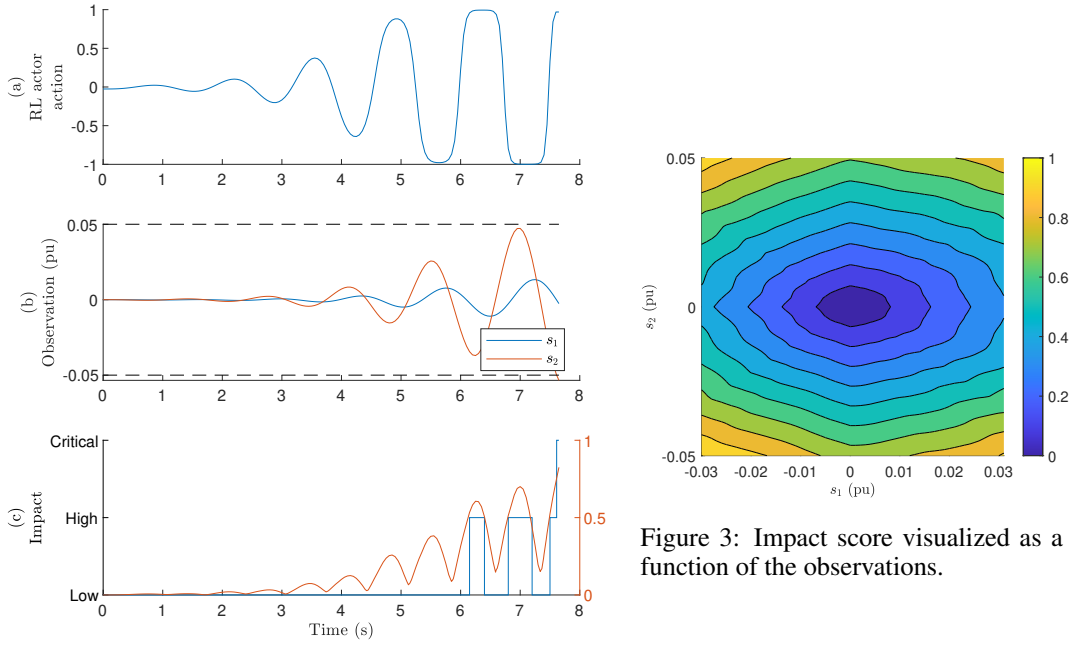 (a)
RL actor
action
1
0.5
0
-0.5
-1
0 1 2 3 4 5 6 7 8
(b)
Observation (pu)
0.05
0
-0.05
s₁
s₂
0 1 2 3 4 5 6 7 8
(c)
Impact
Critical
High
Low
1
0.5
0
0 1 2 3 4 5 6 7 8
Time (s)
s₂ (pu)
0.05
0
-0.05
-0.03 -0.02 -0.01 0 0.01 0.02 0.03
s₁ (pu)
1
0.8
0.6
0.4
0.2
0
Figure 3: Impact score visualized as a
function of the observations.